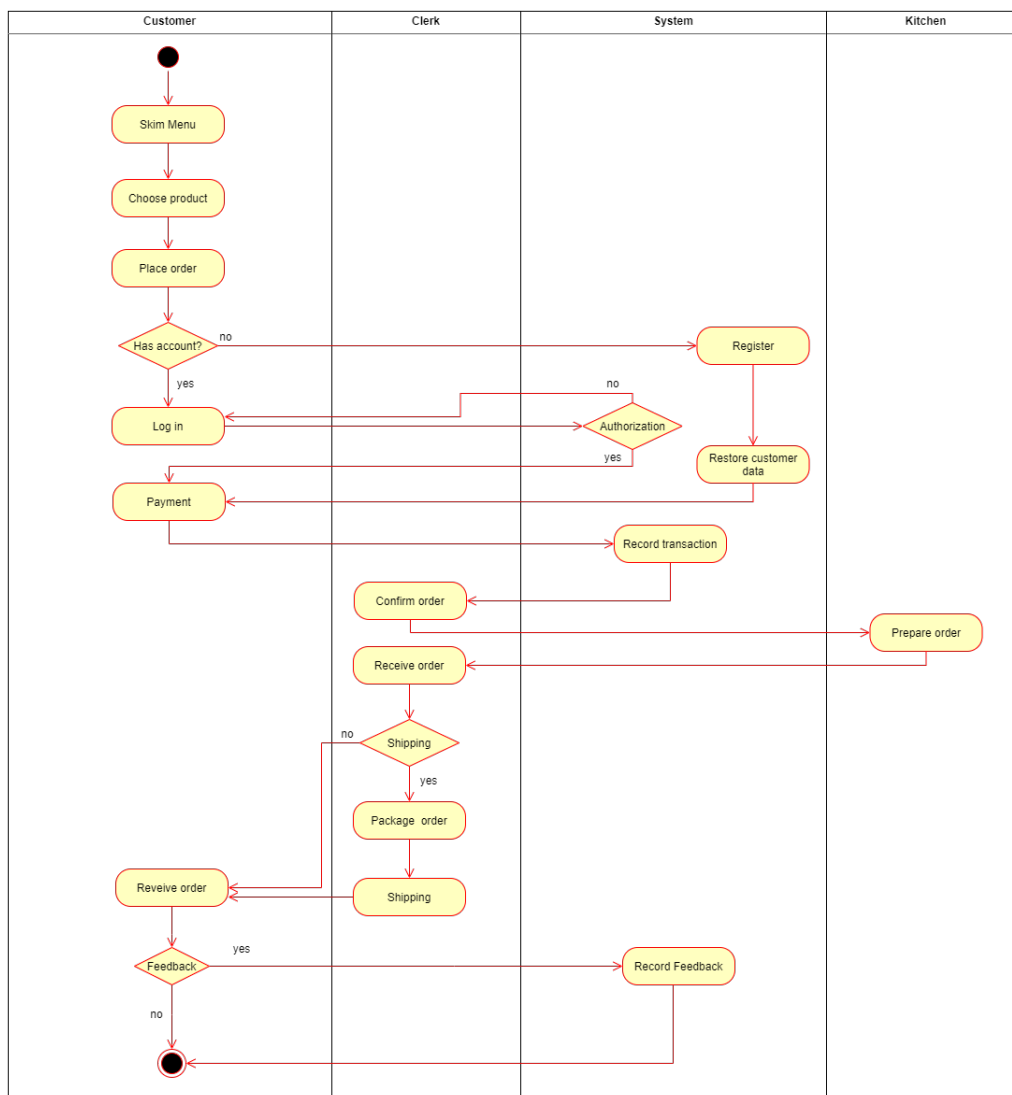 Customer
Clerk
System
Kitchen
Skim Menu
Choose product
Place order
Has account?
no
Register
yes
no
Log in
Authorization
yes
Restore customer
data
Payment
Record transaction
Confirm order
Prepare order
Receive order
no
Shipping
yes
Package order
Reveive order
Shipping
yes
Feedback
Record Feedback
no